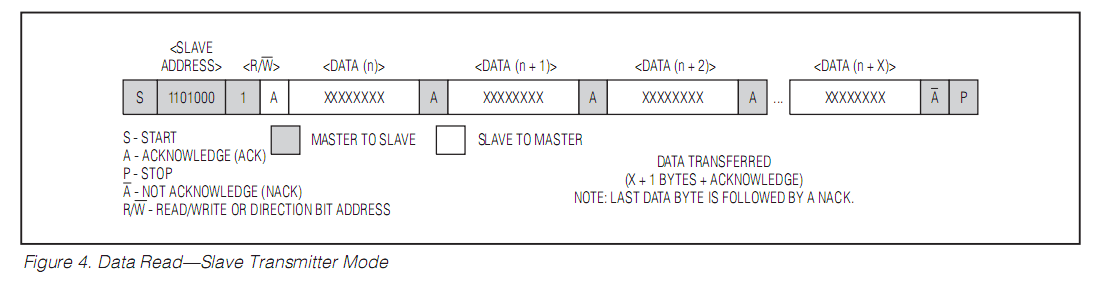 <SLAVE
ADDRESS> <R/W̅> <DATA (n)> <DATA (n + 1)> <DATA (n + 2)> <DATA (n + X)>
S 1101000 1 A XXXXXXXX A XXXXXXXX A XXXXXXXX A ... XXXXXXXX A̅ P
S - START
A - ACKNOWLEDGE (ACK)
P - STOP
A̅ - NOT ACKNOWLEDGE (NACK)
R/W̅ - READ/WRITE OR DIRECTION BIT ADDRESS
MASTER TO SLAVE
SLAVE TO MASTER
DATA TRANSFERRED
(X + 1 BYTES + ACKNOWLEDGE)
NOTE: LAST DATA BYTE IS FOLLOWED BY A NACK.
Figure 4. Data Read—Slave Transmitter Mode